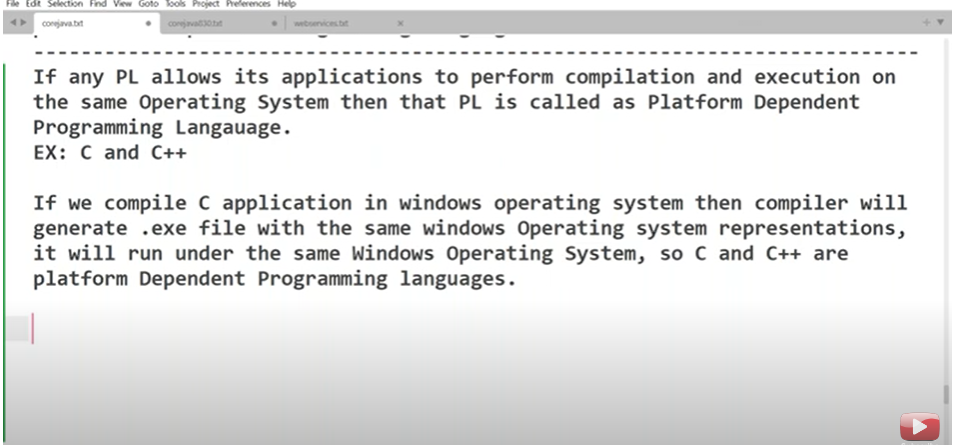 File Edit Selection Find View Goto Tools Project Preferences Help
corejava.txt corejava830.txt webservices.txt
--------------------------------------------------------------------------
If any PL allows its applications to perform compilation and execution on
the same Operating System then that PL is called as Platform Dependent
Programming Langauage.
EX: C and C++
If we compile C application in windows operating system then compiler will
generate .exe file with the same windows Operating system representations,
it will run under the same Windows Operating System, so C and C++ are
platform Dependent Programming languages.